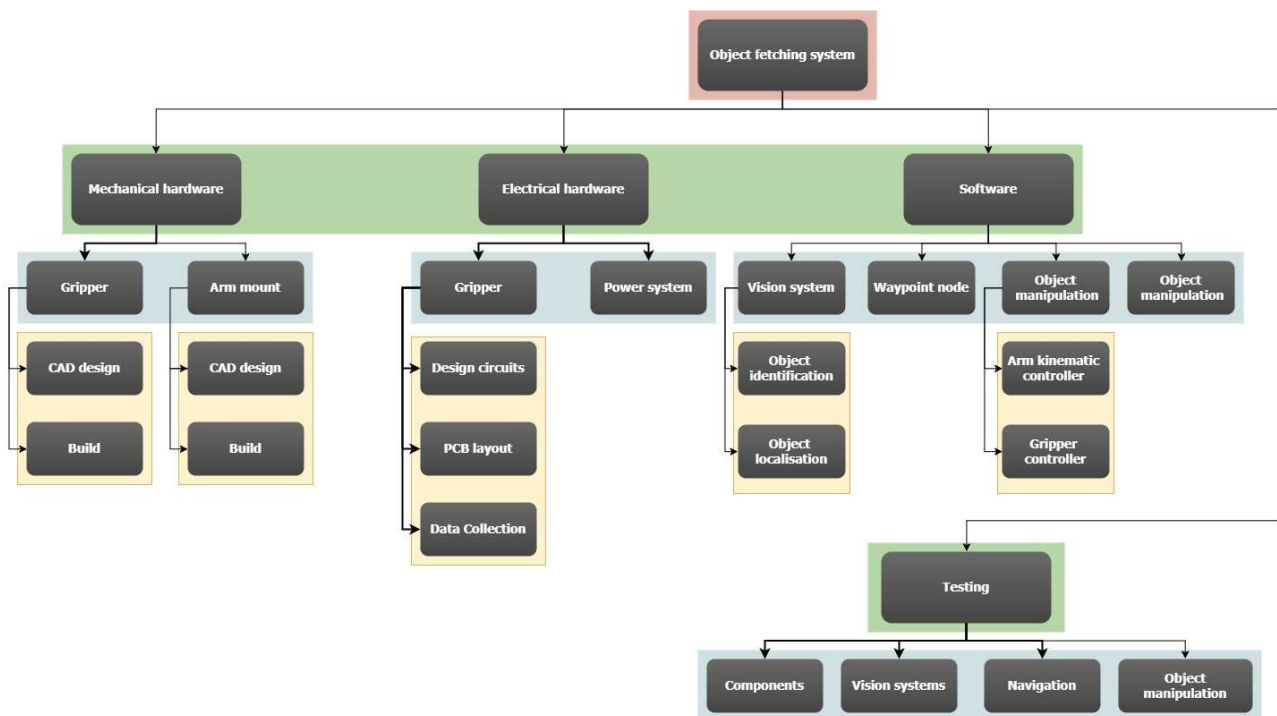 Object fetching system
Mechanical hardware
Electrical hardware
Software
Gripper
Arm mount
Gripper
Power system
Vision system
Waypoint node
Object
manipulation
Object
manipulation
CAD design
CAD design
Design circuits
Object
identification
Arm kinematic
controller
Build
Build
PCB layout
Object
localisation
Gripper
controller
Data Collection
Testing
Components
Vision systems
Navigation
Object
manipulation